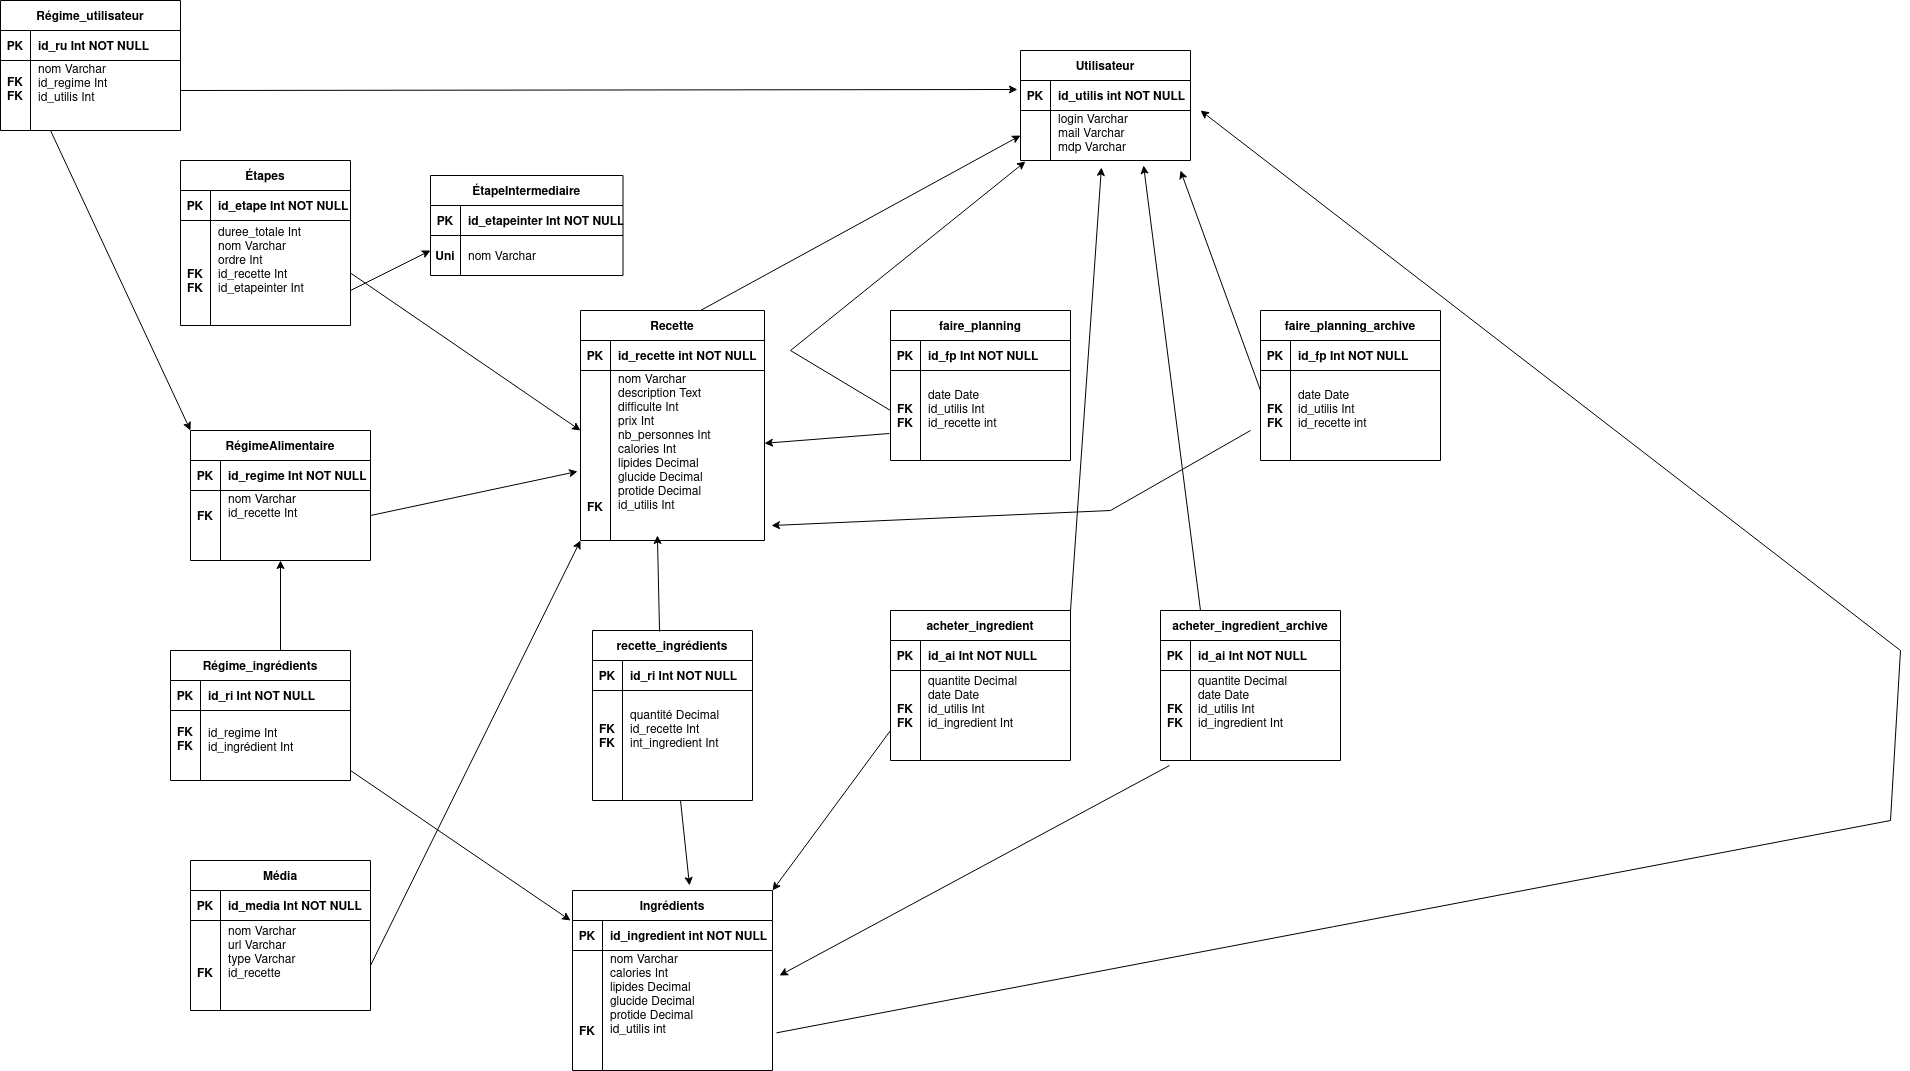 Régime_utilisateur
PK id_ru Int NOT NULL
nom Varchar
FK id_regime Int
FK id_utilis Int
Utilisateur
PK id_utilis int NOT NULL
login Varchar
mail Varchar
mdp Varchar
Étapes
PK id_etape Int NOT NULL
duree_totale Int
nom Varchar
ordre Int
FK id_recette Int
FK id_etapeinter Int
ÉtapeIntermediaire
PK id_etapeinter Int NOT NULL
Uni nom Varchar
Recette
PK id_recette int NOT NULL
nom Varchar
description Text
difficulte Int
prix Int
nb_personnes Int
calories Int
lipides Decimal
glucide Decimal
protide Decimal
FK id_utilis Int
faire_planning
PK id_fp Int NOT NULL
date Date
FK id_utilis Int
FK id_recette int
faire_planning_archive
PK id_fp Int NOT NULL
date Date
FK id_utilis Int
FK id_recette int
RégimeAlimentaire
PK id_regime Int NOT NULL
nom Varchar
FK id_recette Int
Régime_ingrédients
PK id_ri Int NOT NULL
FK id_regime Int
FK id_ingrédient Int
recette_ingrédients
PK id_ri Int NOT NULL
quantité Decimal
FK id_recette Int
FK int_ingredient Int
acheter_ingredient
PK id_ai Int NOT NULL
quantite Decimal
date Date
FK id_utilis Int
FK id_ingredient Int
acheter_ingredient_archive
PK id_ai Int NOT NULL
quantite Decimal
date Date
FK id_utilis Int
FK id_ingredient Int
Média
PK id_media Int NOT NULL
nom Varchar
url Varchar
type Varchar
FK id_recette
Ingrédients
PK id_ingredient int NOT NULL
nom Varchar
calories Int
lipides Decimal
glucide Decimal
protide Decimal
FK id_utilis int